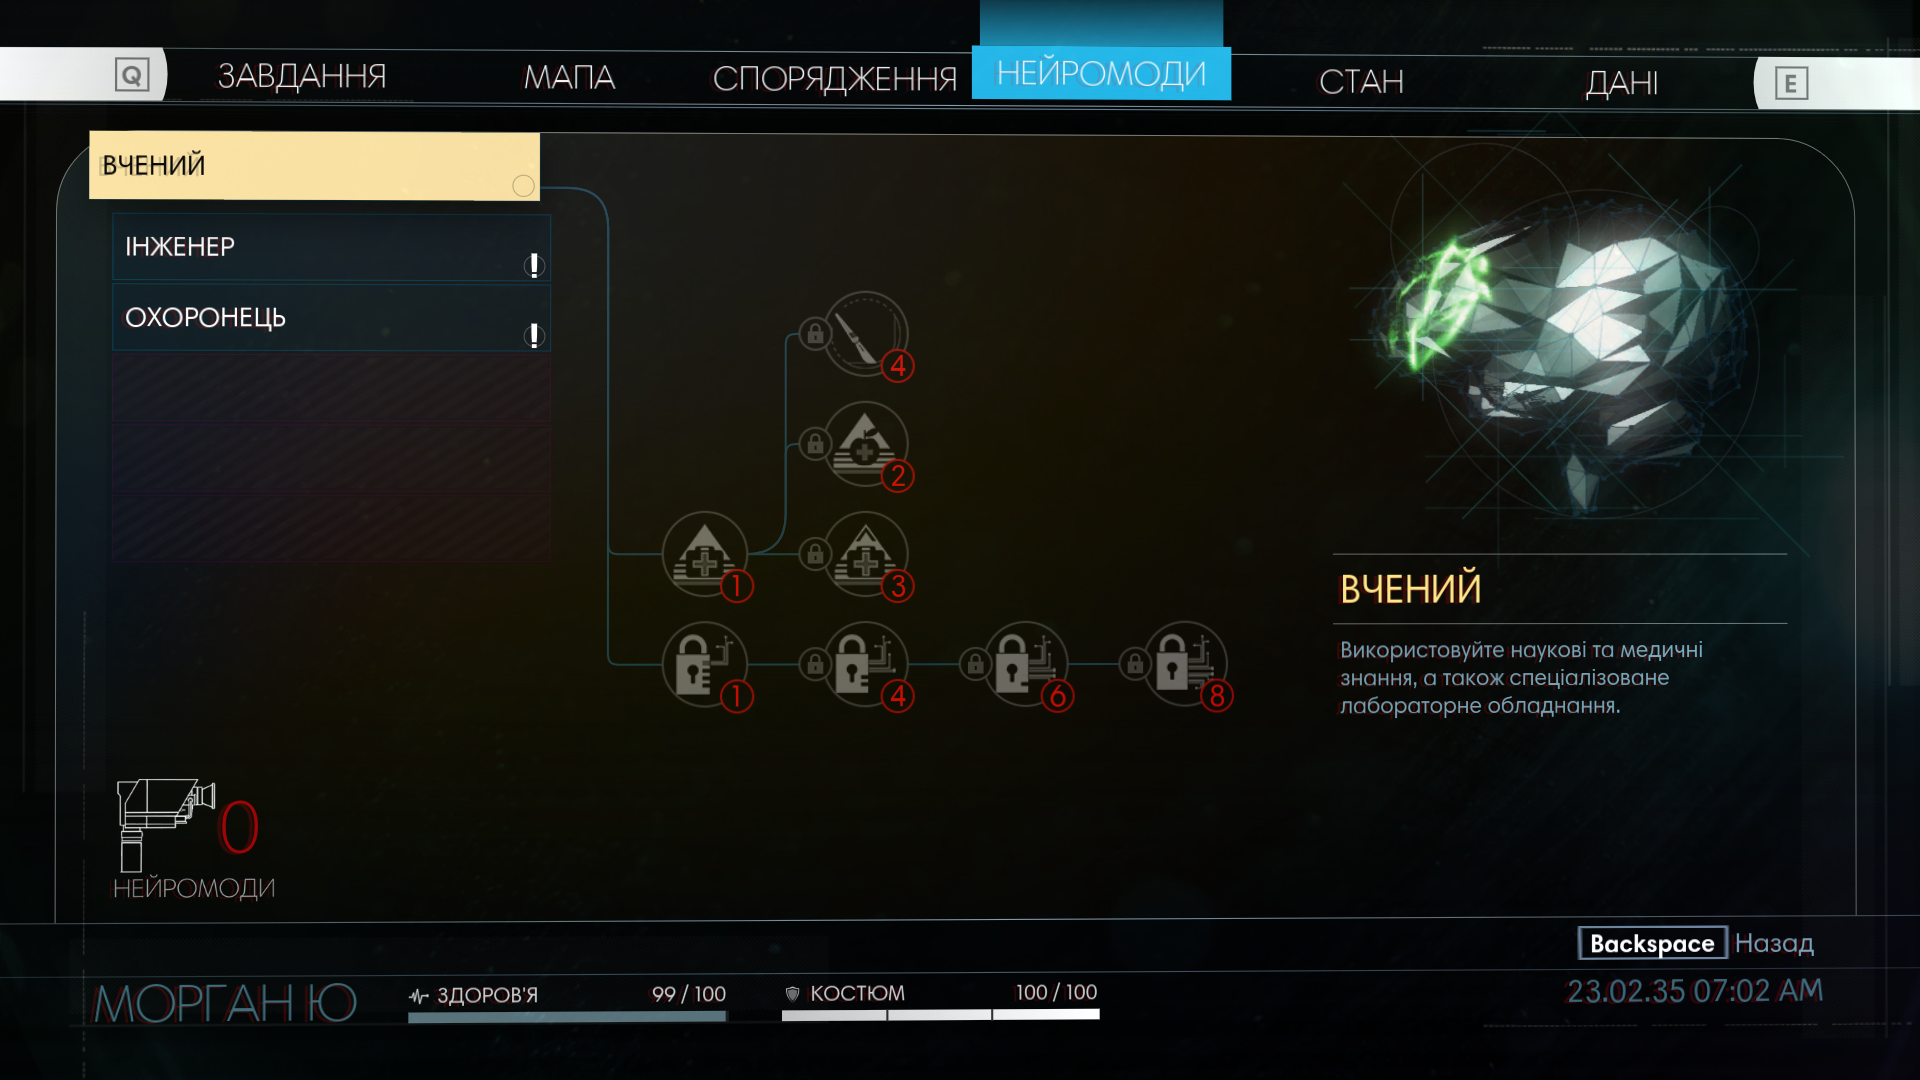 Q
ЗАВДАННЯ
МАПА
СПОРЯДЖЕННЯ
НЕЙРОМОДИ
СТАН
ДАНІ
E
ВЧЕНИЙ
ІНЖЕНЕР
!
ОХОРОНЕЦЬ
!
4
2
1
3
1
4
6
8
ВЧЕНИЙ
Використовуйте наукові та медичні
знання, а також спеціалізоване
лабораторне обладнання.
0
НЕЙРОМОДИ
Backspace Назад
МОРГАН Ю
ЗДОРОВ'Я 99 / 100
КОСТЮМ 100 / 100
23.02.35 07:02 AM